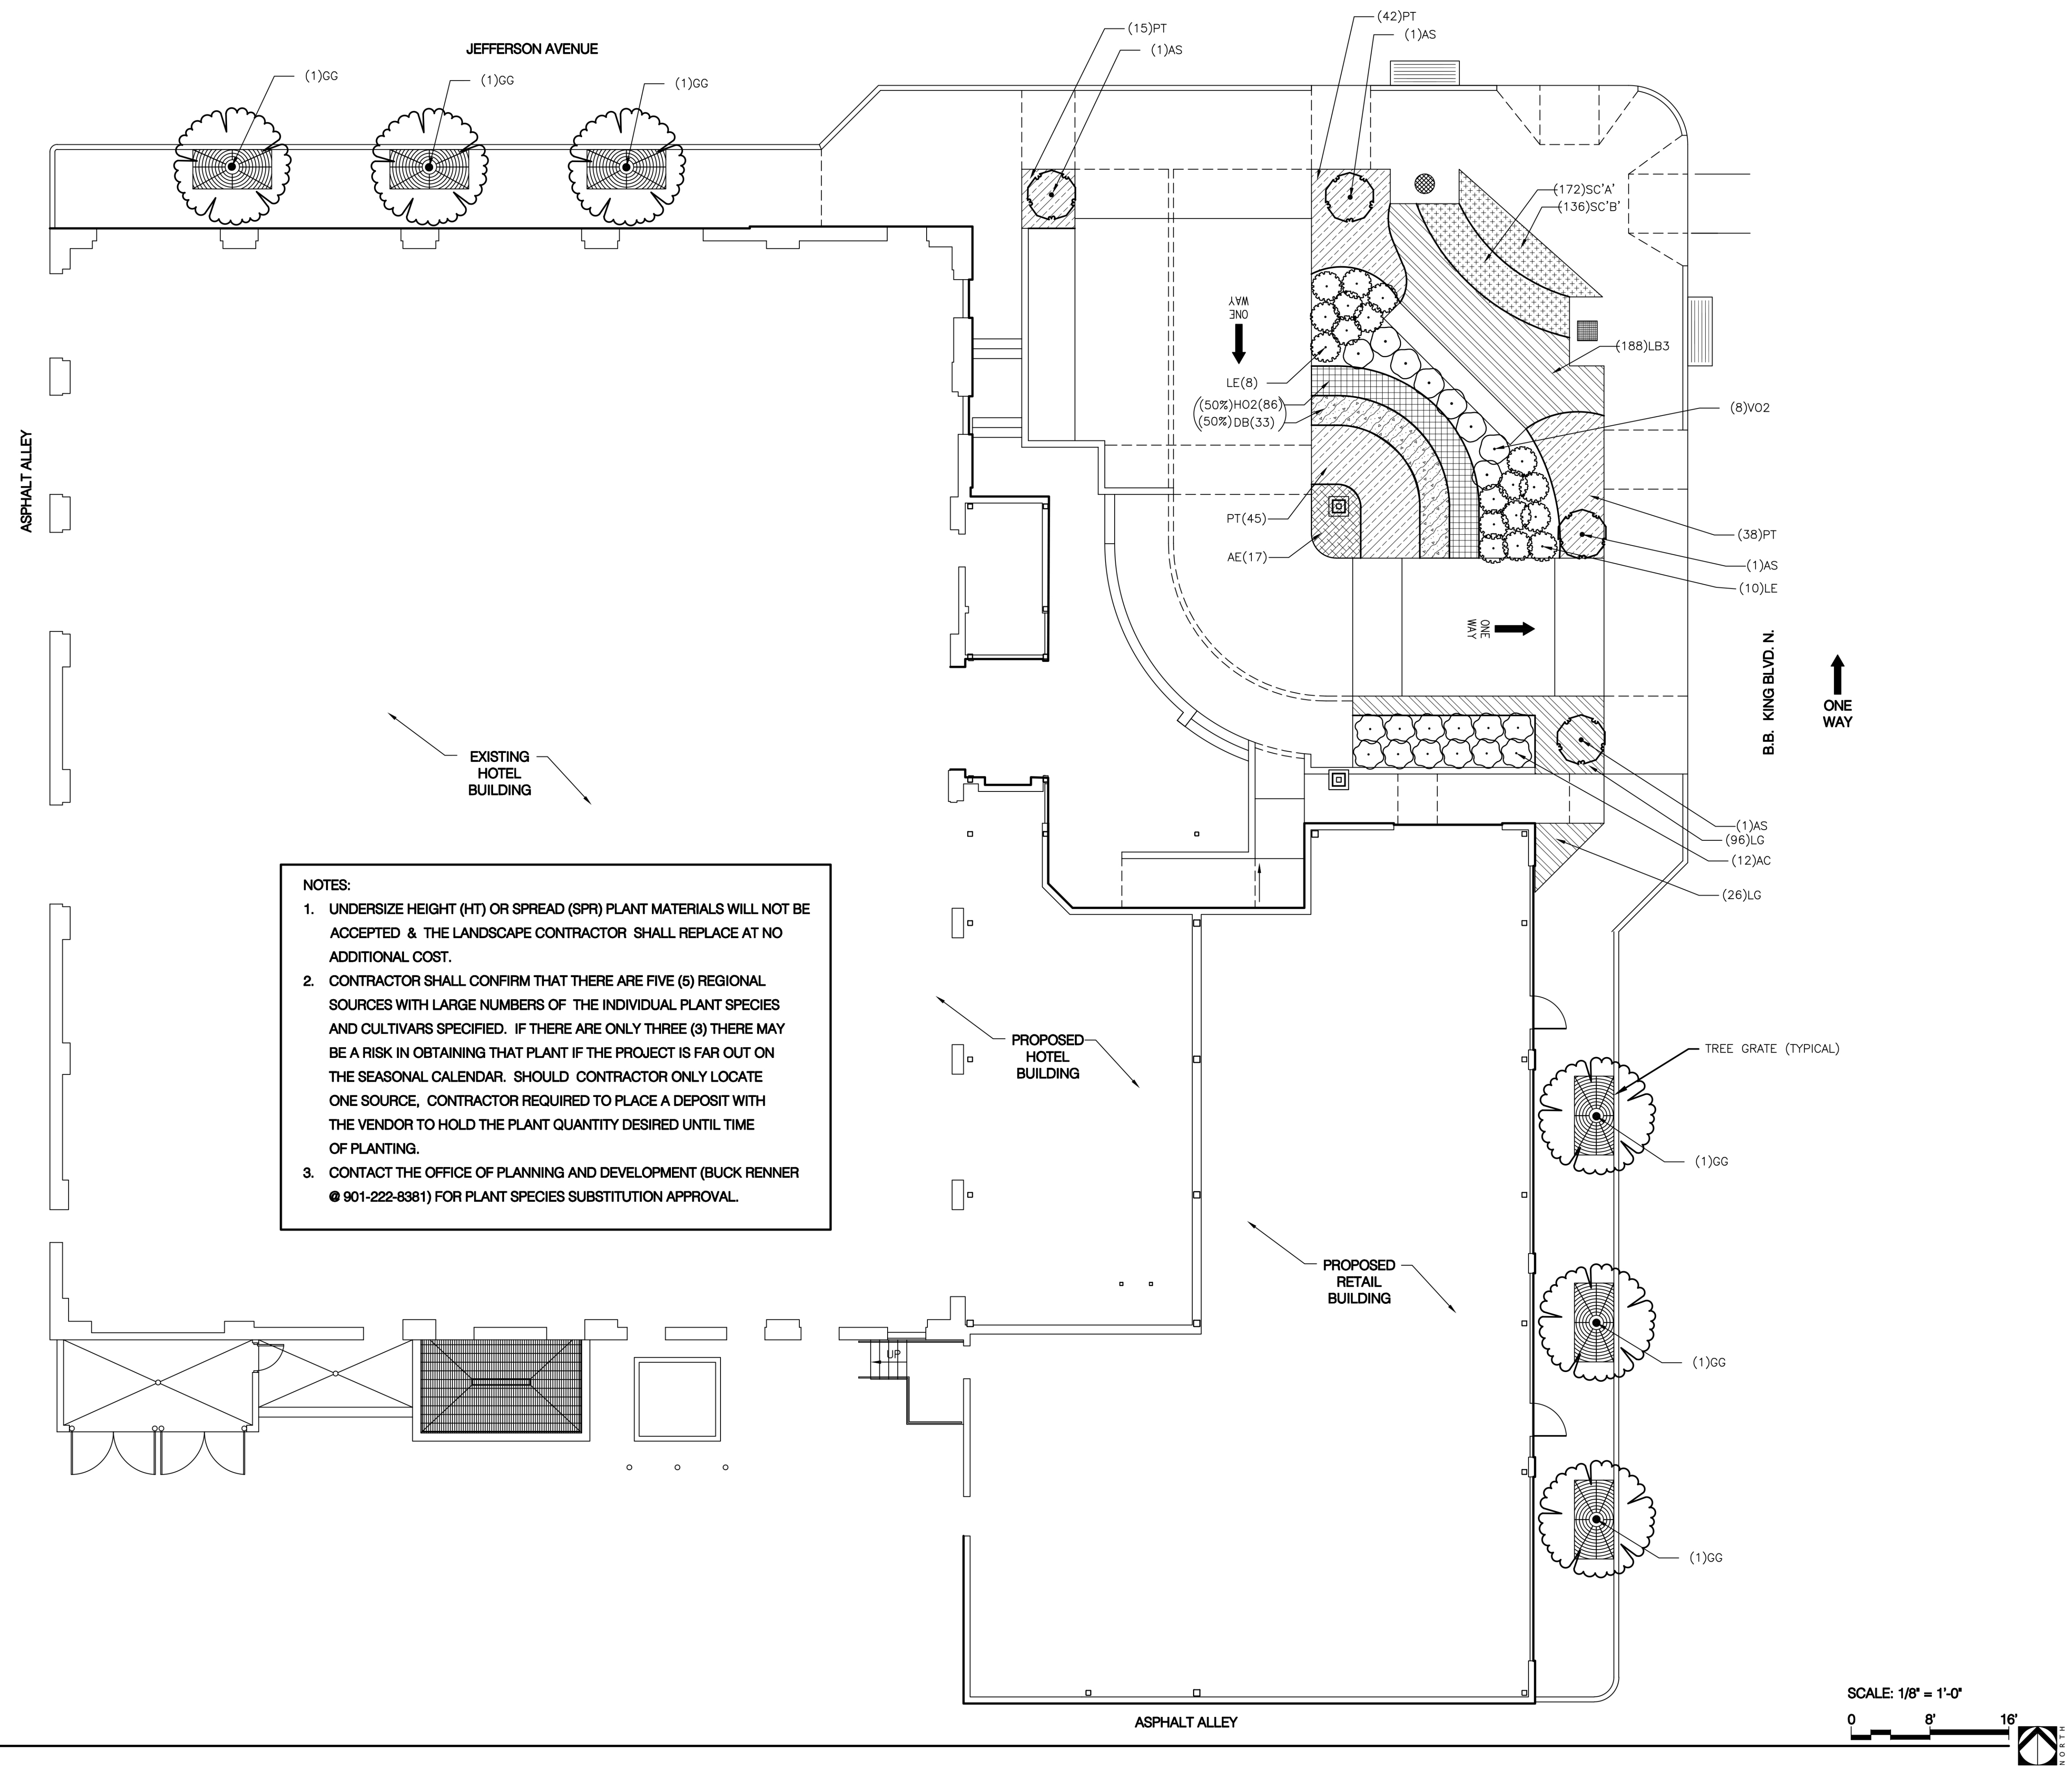 JEFFERSON AVENUE
(1)GG
(1)GG
(1)GG
(15)PT
(1)AS
(42)PT
(1)AS
(172)SC'A'
(136)SC'B'
ONE
WAY
(188)LB3
LE(8)
(50%)HO2(86)
(50%)DB(33)
(8)VO2
PT(45)
AE(17)
(38)PT
(1)AS
(10)LE
ASPHALT ALLEY
ONE
WAY
B.B. KING BLVD. N.
ONE
WAY
EXISTING
HOTEL
BUILDING
(1)AS
(96)LG
(12)AC
(26)LG
NOTES:
1. UNDERSIZE HEIGHT (HT) OR SPREAD (SPR) PLANT MATERIALS WILL NOT BE
ACCEPTED & THE LANDSCAPE CONTRACTOR SHALL REPLACE AT NO
ADDITIONAL COST.
2. CONTRACTOR SHALL CONFIRM THAT THERE ARE FIVE (5) REGIONAL
SOURCES WITH LARGE NUMBERS OF THE INDIVIDUAL PLANT SPECIES
AND CULTIVARS SPECIFIED. IF THERE ARE ONLY THREE (3) THERE MAY
BE A RISK IN OBTAINING THAT PLANT IF THE PROJECT IS FAR OUT ON
THE SEASONAL CALENDAR. SHOULD CONTRACTOR ONLY LOCATE
ONE SOURCE, CONTRACTOR REQUIRED TO PLACE A DEPOSIT WITH
THE VENDOR TO HOLD THE PLANT QUANTITY DESIRED UNTIL TIME
OF PLANTING.
3. CONTACT THE OFFICE OF PLANNING AND DEVELOPMENT (BUCK RENNER
@ 901-222-8381) FOR PLANT SPECIES SUBSTITUTION APPROVAL.
PROPOSED
HOTEL
BUILDING
TREE GRATE (TYPICAL)
(1)GG
PROPOSED
RETAIL
BUILDING
(1)GG
UP
(1)GG
ASPHALT ALLEY
SCALE: 1/8" = 1'-0"
0 8' 16'
NORTH